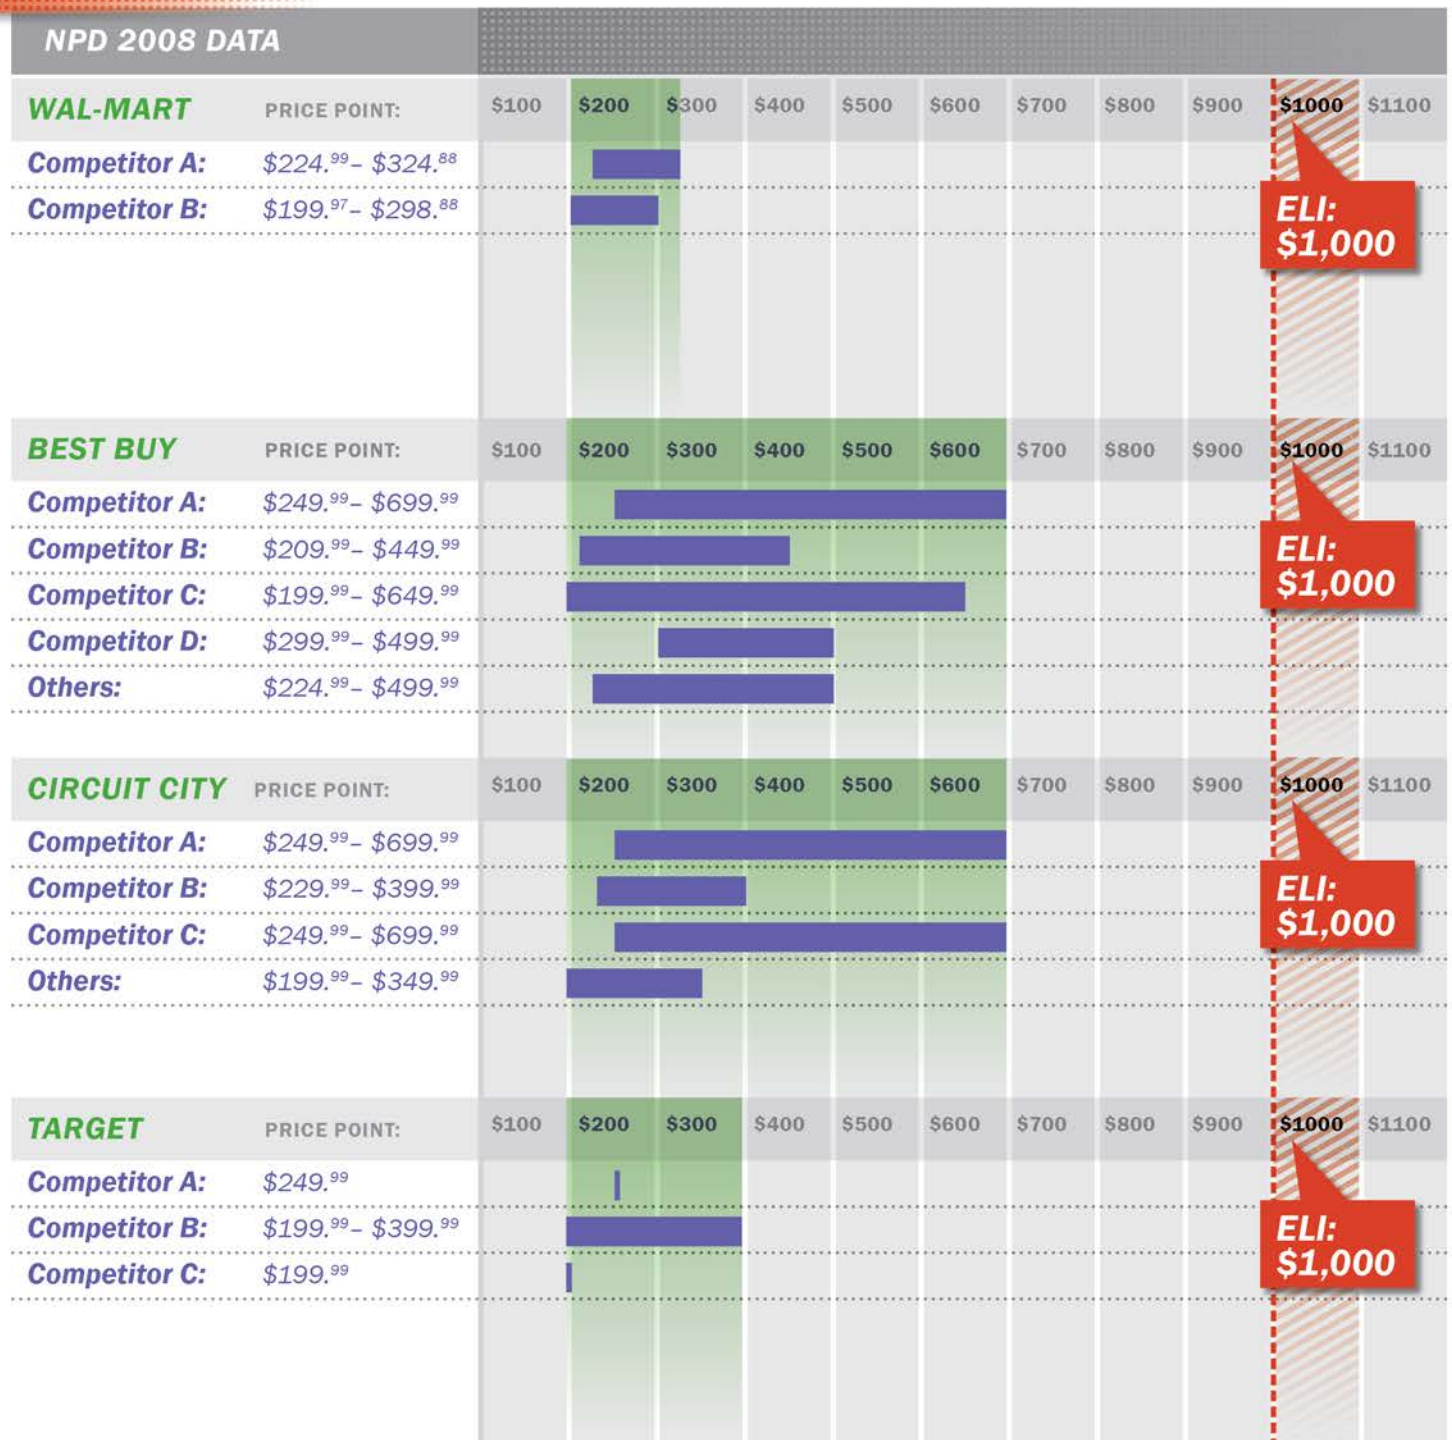 NPD 2008 DATA
WAL-MART PRICE POINT: $100 $200 $300 $400 $500 $600 $700 $800 $900 $1000 $1100
Competitor A: $224.99– $324.88
Competitor B: $199.97– $298.88
ELI:
$1,000
BEST BUY PRICE POINT: $100 $200 $300 $400 $500 $600 $700 $800 $900 $1000 $1100
Competitor A: $249.99– $699.99
Competitor B: $209.99– $449.99
Competitor C: $199.99– $649.99
Competitor D: $299.99– $499.99
Others: $224.99– $499.99
ELI:
$1,000
CIRCUIT CITY PRICE POINT: $100 $200 $300 $400 $500 $600 $700 $800 $900 $1000 $1100
Competitor A: $249.99– $699.99
Competitor B: $229.99– $399.99
Competitor C: $249.99– $699.99
Others: $199.99– $349.99
ELI:
$1,000
TARGET PRICE POINT: $100 $200 $300 $400 $500 $600 $700 $800 $900 $1000 $1100
Competitor A: $249.99
Competitor B: $199.99– $399.99
Competitor C: $199.99
ELI:
$1,000